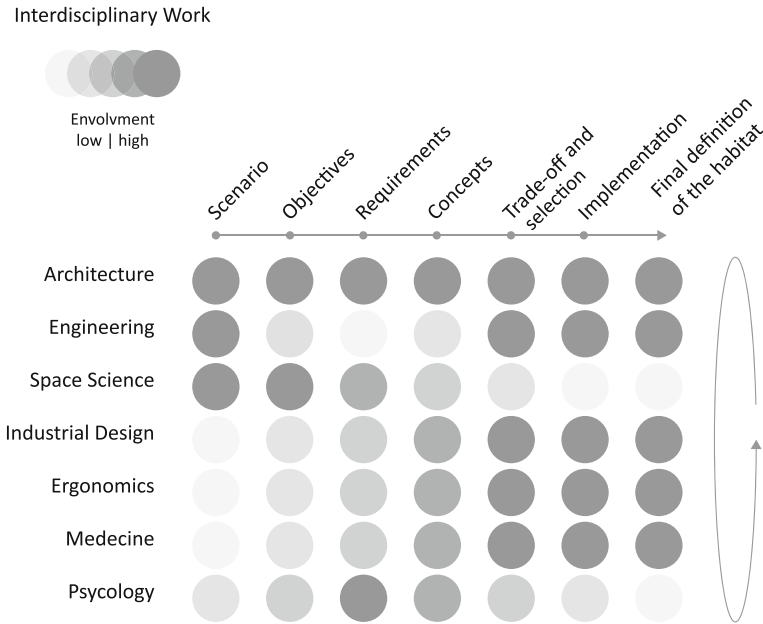 Interdisciplinary Work
Envolvment
low | high
Scenario
Objectives
Requirements
Concepts
Trade-off and
selection
Implementation
Final definition
of the habitat
Architecture
Engineering
Space Science
Industrial Design
Ergonomics
Medecine
Psycology